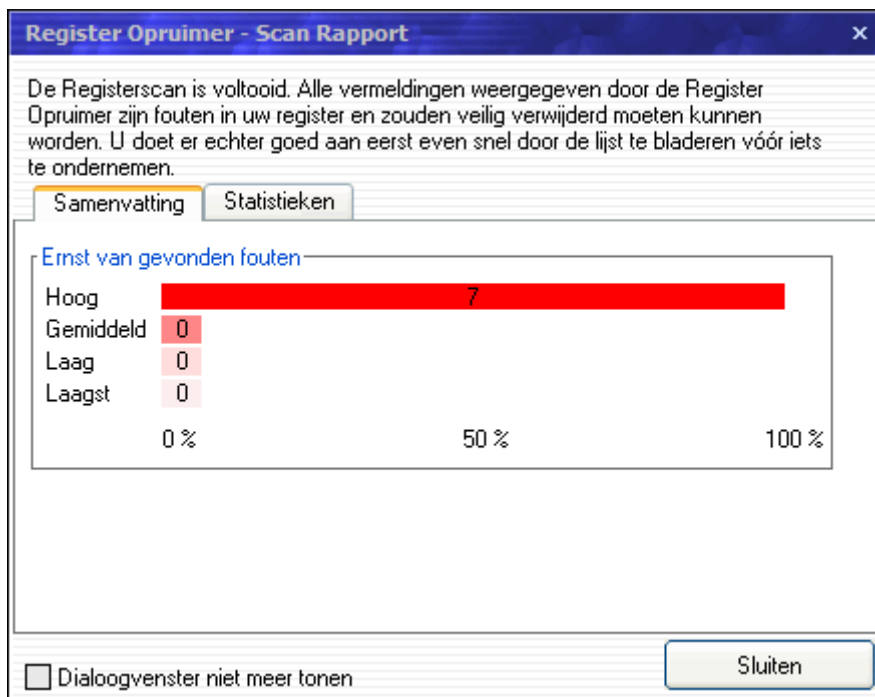 Register Opruimer - Scan Rapport
De Registerscan is voltooid. Alle vermeldingen weergegeven door de Register
Opruimer zijn fouten in uw register en zouden veilig verwijderd moeten kunnen
worden. U doet er echter goed aan eerst even snel door de lijst te bladeren vóór iets
te ondernemen.
Samenvatting Statistieken
Ernst van gevonden fouten
Hoog 7
Gemiddeld 0
Laag 0
Laagst 0
0 % 50 % 100 %
Dialoogvenster niet meer tonen Sluiten